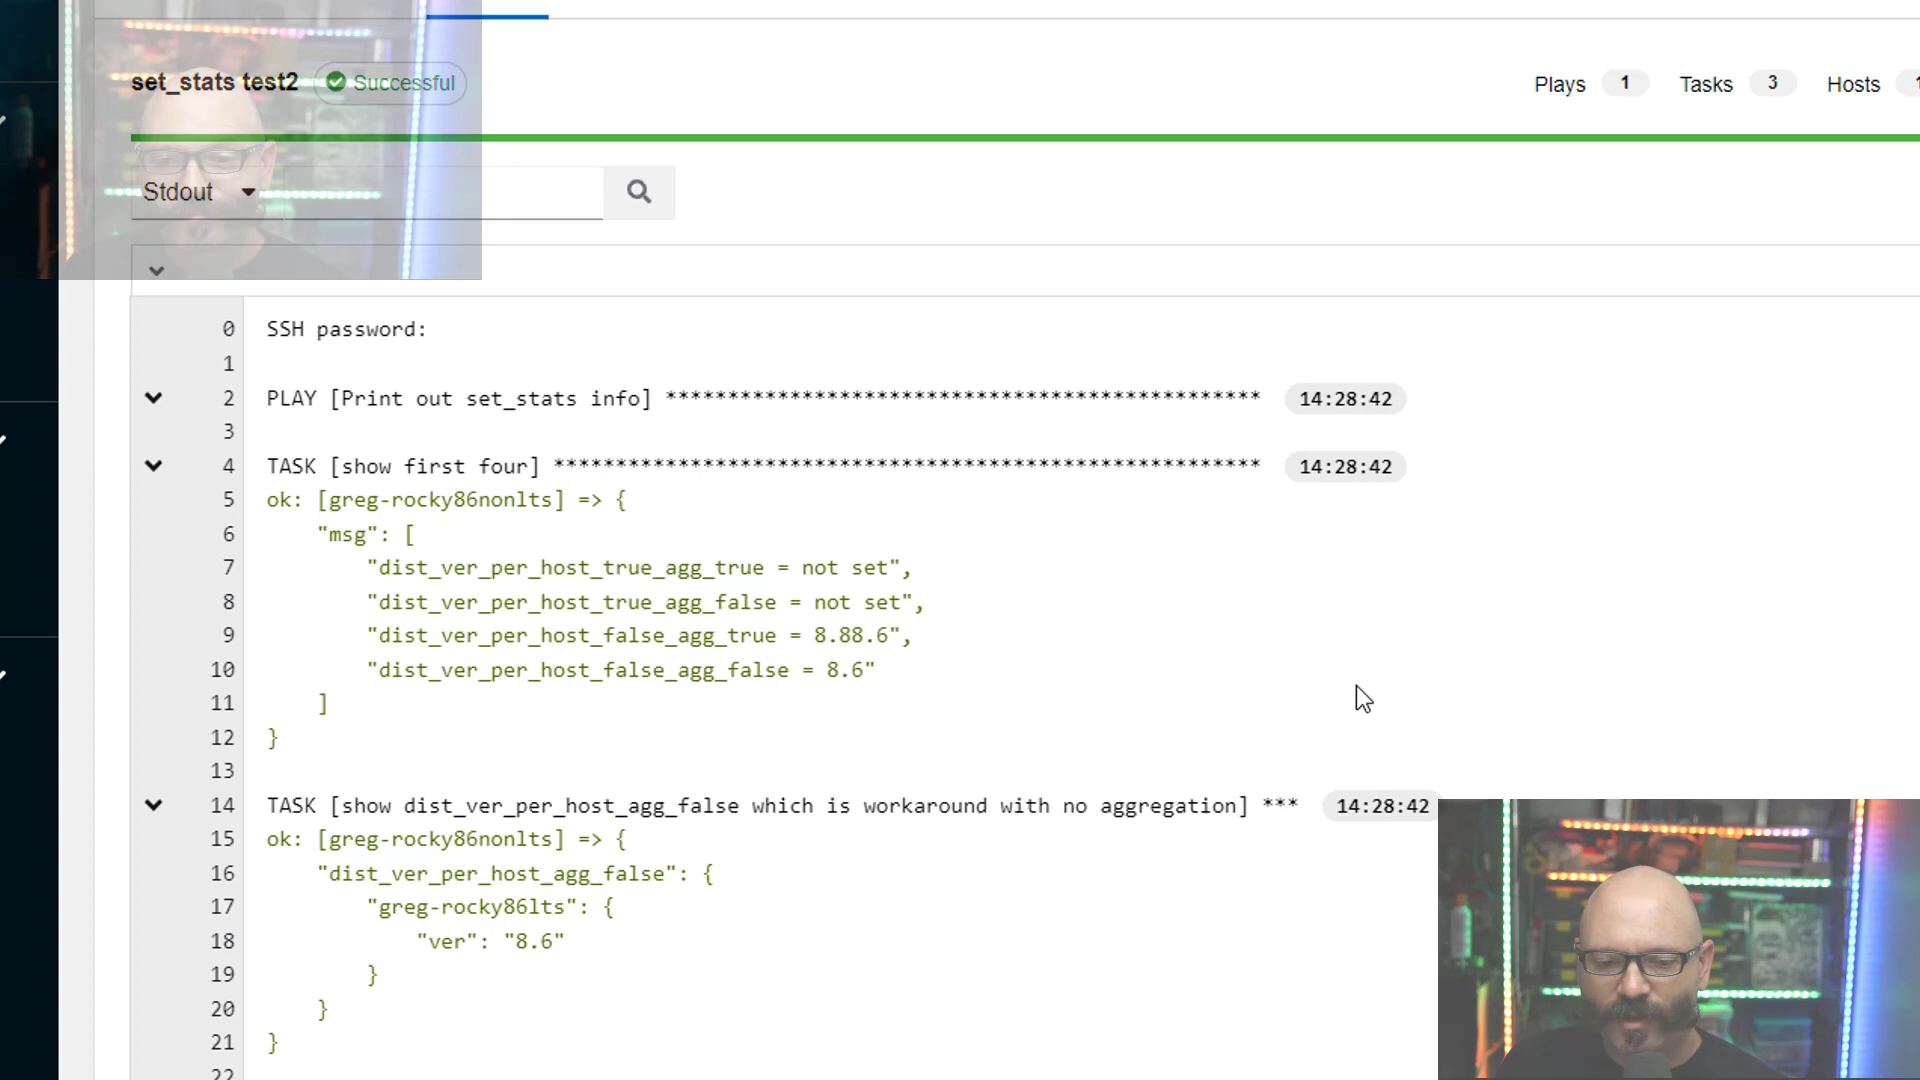 set_stats test2 Successful Plays 1 Tasks 3 Hosts
Stdout
0 SSH password:
1
2 PLAY [Print out set_stats info] ************************************************ 14:28:42
3
4 TASK [show first four] ********************************************************* 14:28:42
5 ok: [greg-rocky86nonlts] => {
6 "msg": [
7 "dist_ver_per_host_true_agg_true = not set",
8 "dist_ver_per_host_true_agg_false = not set",
9 "dist_ver_per_host_false_agg_true = 8.88.6",
10 "dist_ver_per_host_false_agg_false = 8.6"
11 ]
12 }
13
14 TASK [show dist_ver_per_host_agg_false which is workaround with no aggregation] *** 14:28:42
15 ok: [greg-rocky86nonlts] => {
16 "dist_ver_per_host_agg_false": {
17 "greg-rocky86lts": {
18 "ver": "8.6"
19 }
20 }
21 }
22